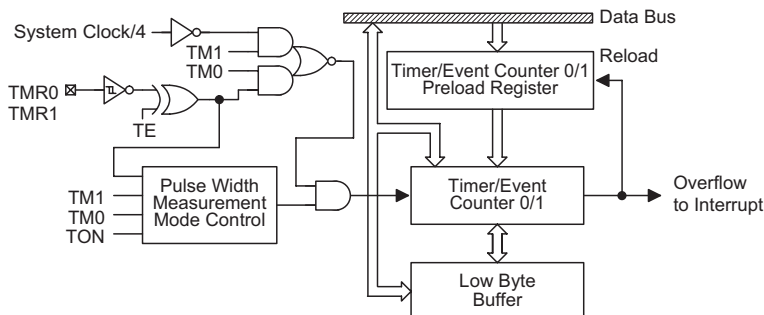 System Clock/4
TM1
TM0
TMR0
TMR1
TE
TM1
TM0
TON
Pulse Width
Measurement
Mode Control
Data Bus
Reload
Timer/Event Counter 0/1
Preload Register
Timer/Event
Counter 0/1
Low Byte
Buffer
Overflow
to Interrupt